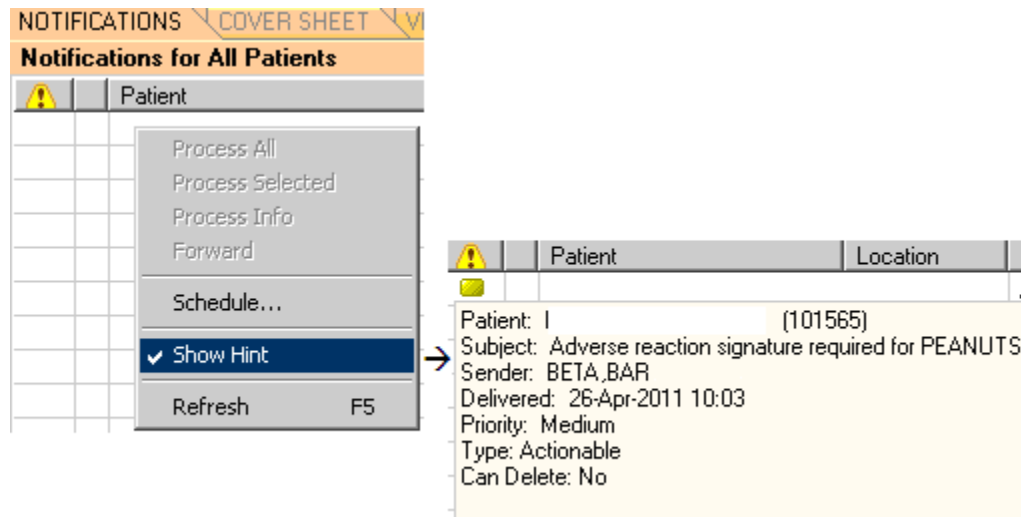 NOTIFICATIONS COVER SHEET
Notifications for All Patients
Patient
Process All
Process Selected
Process Info
Forward
Schedule...
Show Hint
Refresh F5
Patient Location
Patient: I (101565)
Subject: Adverse reaction signature required for PEANUTS
Sender: BETA,BAR
Delivered: 26-Apr-2011 10:03
Priority: Medium
Type: Actionable
Can Delete: No